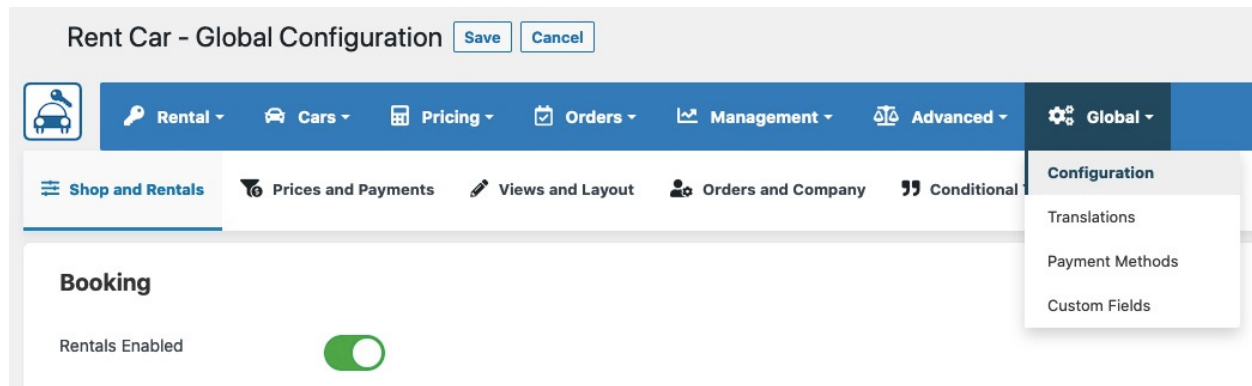 Rent Car - Global Configuration Save Cancel
Rental Cars Pricing Orders Management Advanced Global
Shop and Rentals Prices and Payments Views and Layout Orders and Company Conditional
Configuration
Translations
Payment Methods
Custom Fields
Booking
Rentals Enabled